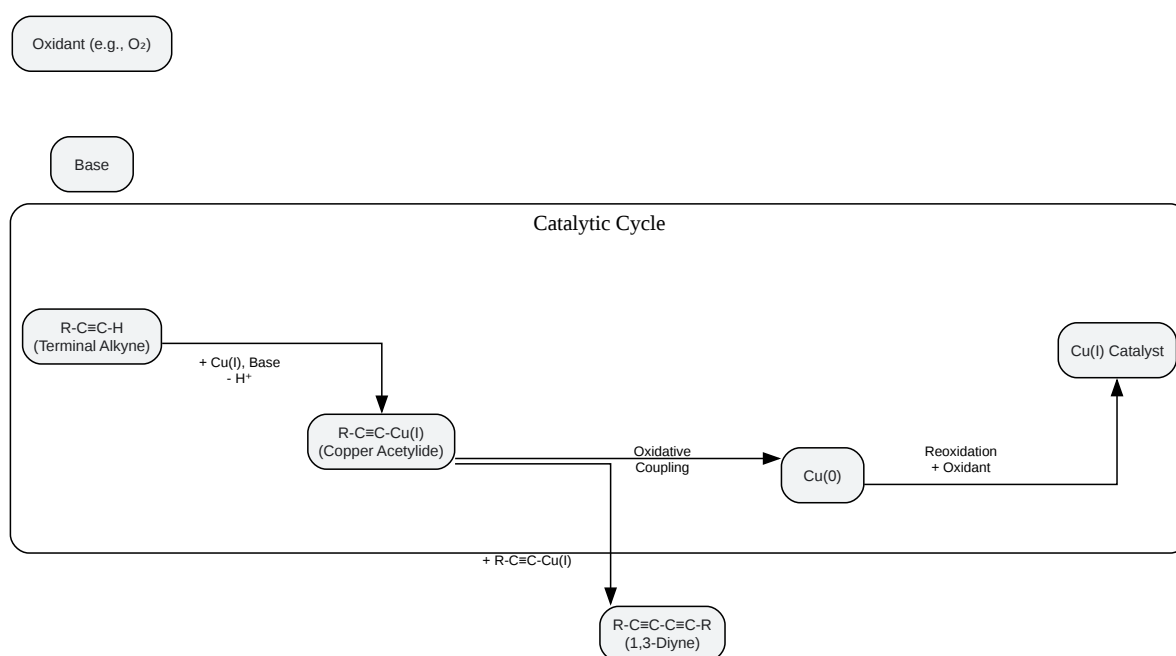 Oxidant (e.g., O₂)
Base
Catalytic Cycle
R-C≡C-H
(Terminal Alkyne)
+ Cu(I), Base
- H⁺
R-C≡C-Cu(I)
(Copper Acetylide)
Oxidative
Coupling
Cu(0)
Reoxidation
+ Oxidant
Cu(I) Catalyst
+ R-C≡C-Cu(I)
R-C≡C-C≡C-R
(1,3-Diyne)